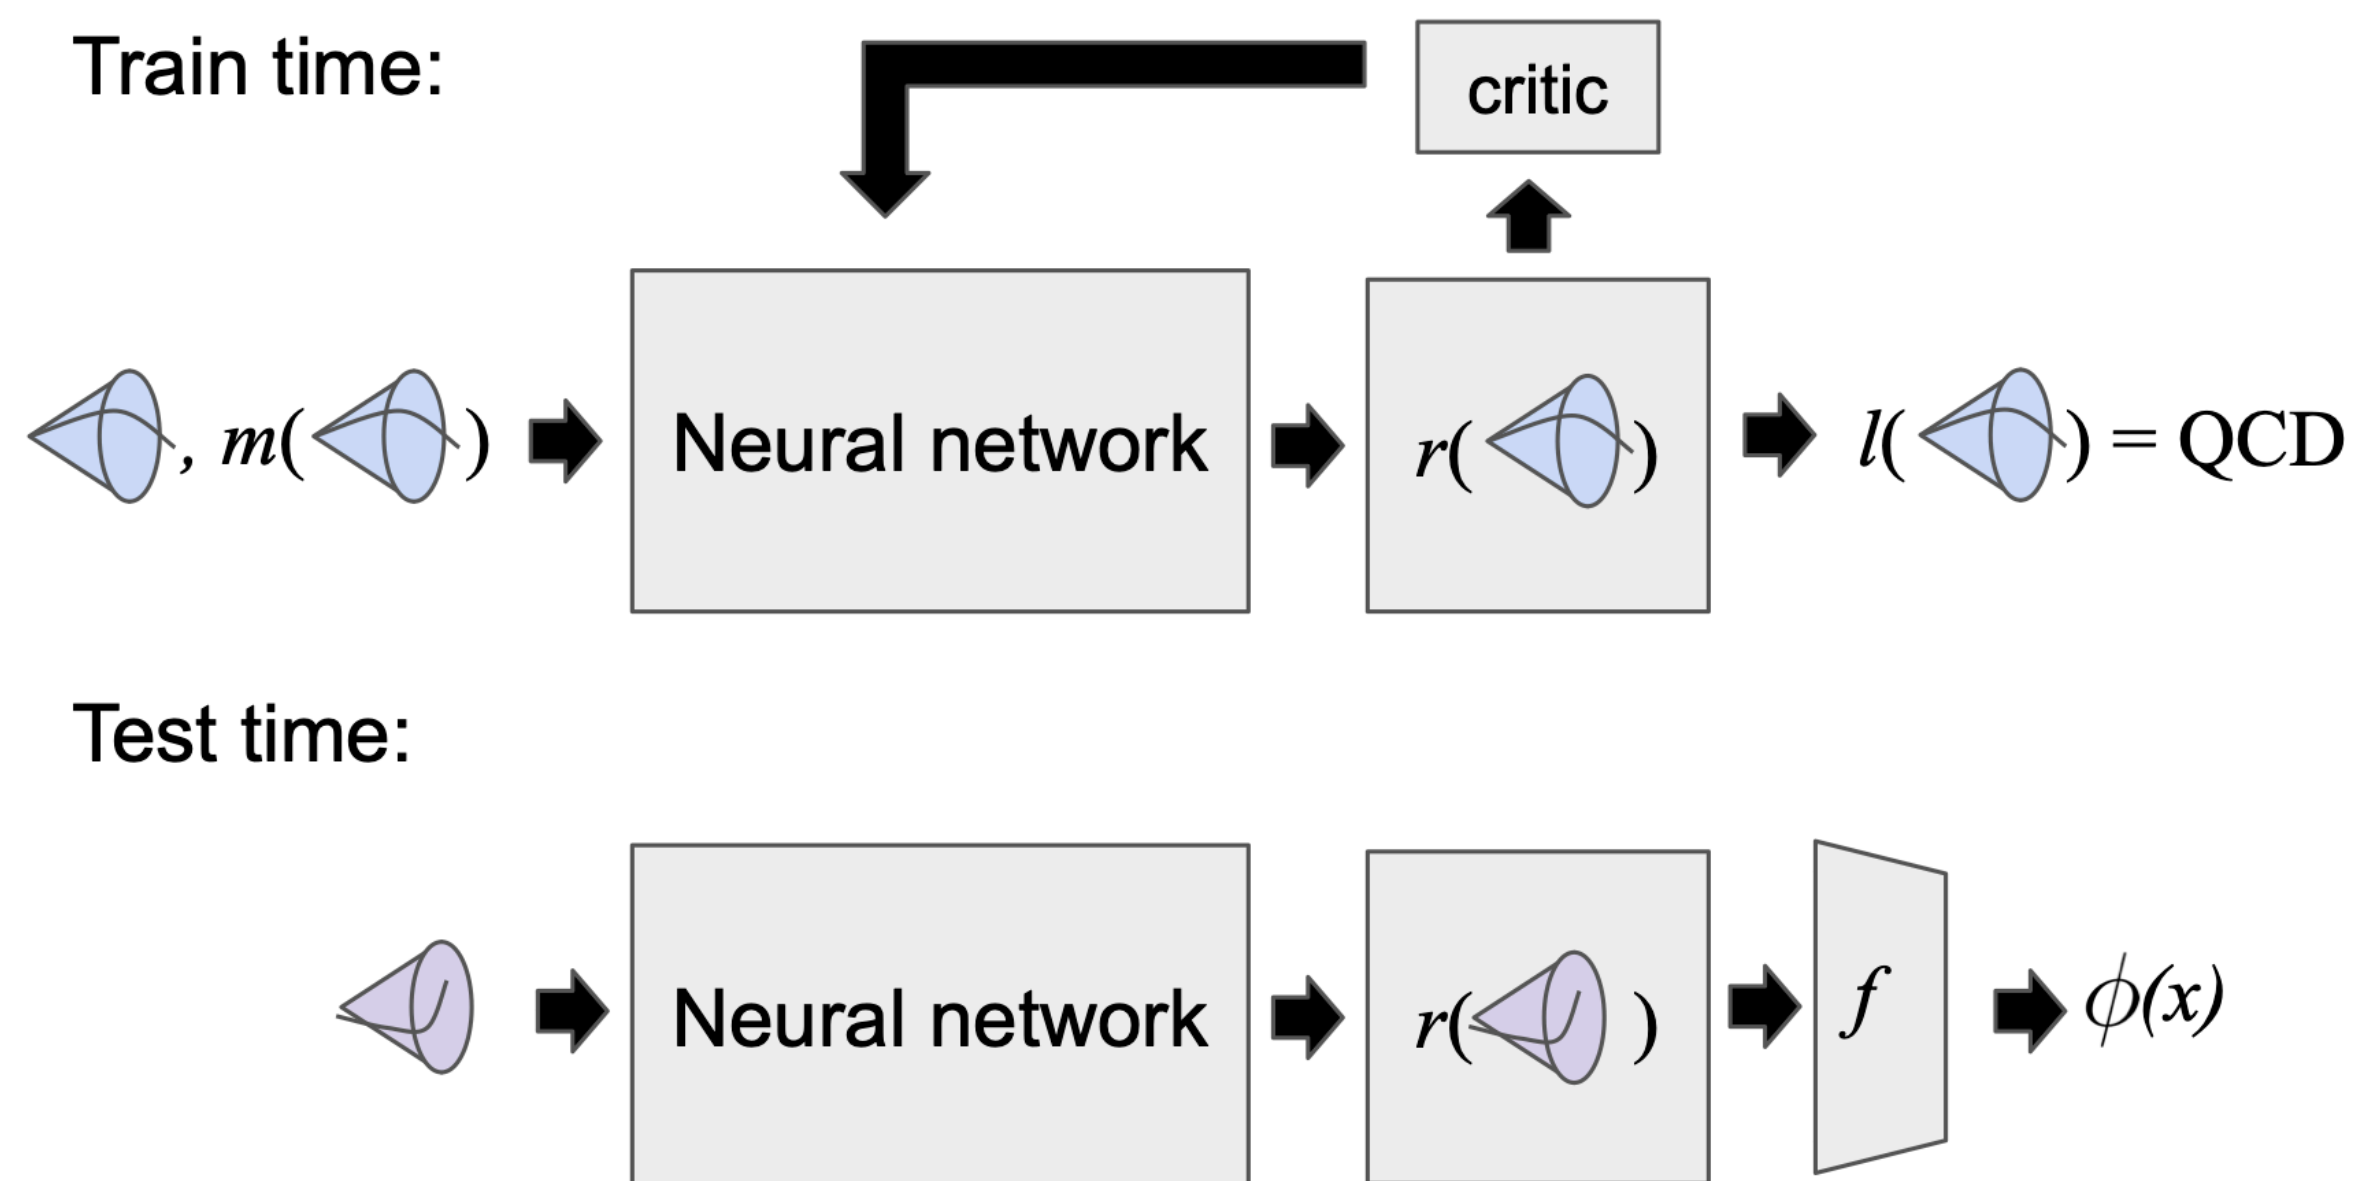 Train time:
critic
, m( )
Neural network
r( )
l( ) = QCD
Test time:
Neural network
r( )
f
ϕ(x)